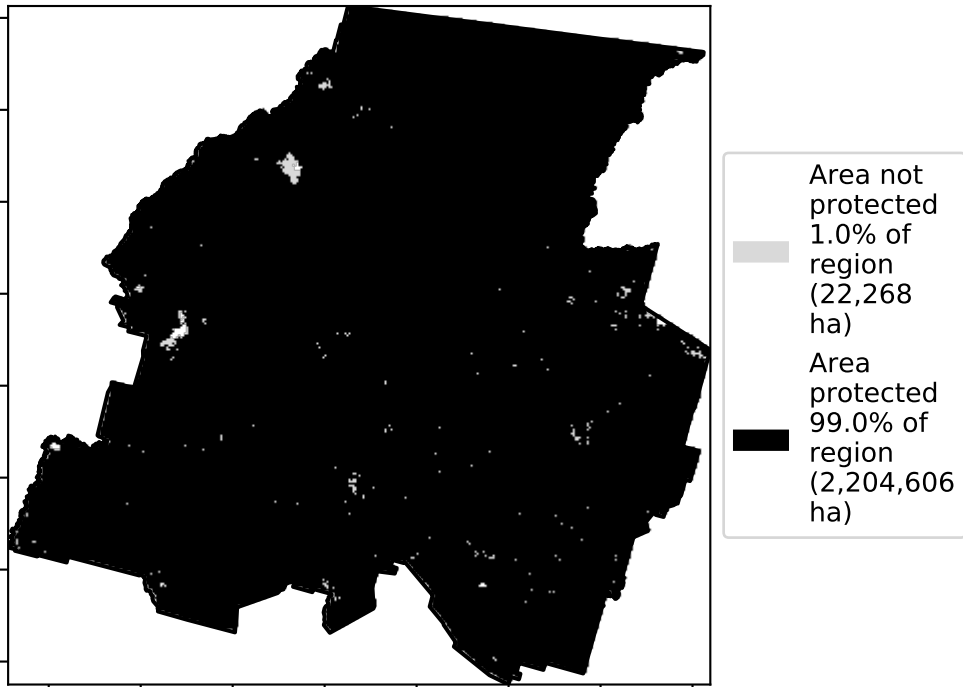 Area not
protected
1.0% of
region
(22,268
ha)
Area
protected
99.0% of
region
(2,204,606
ha)